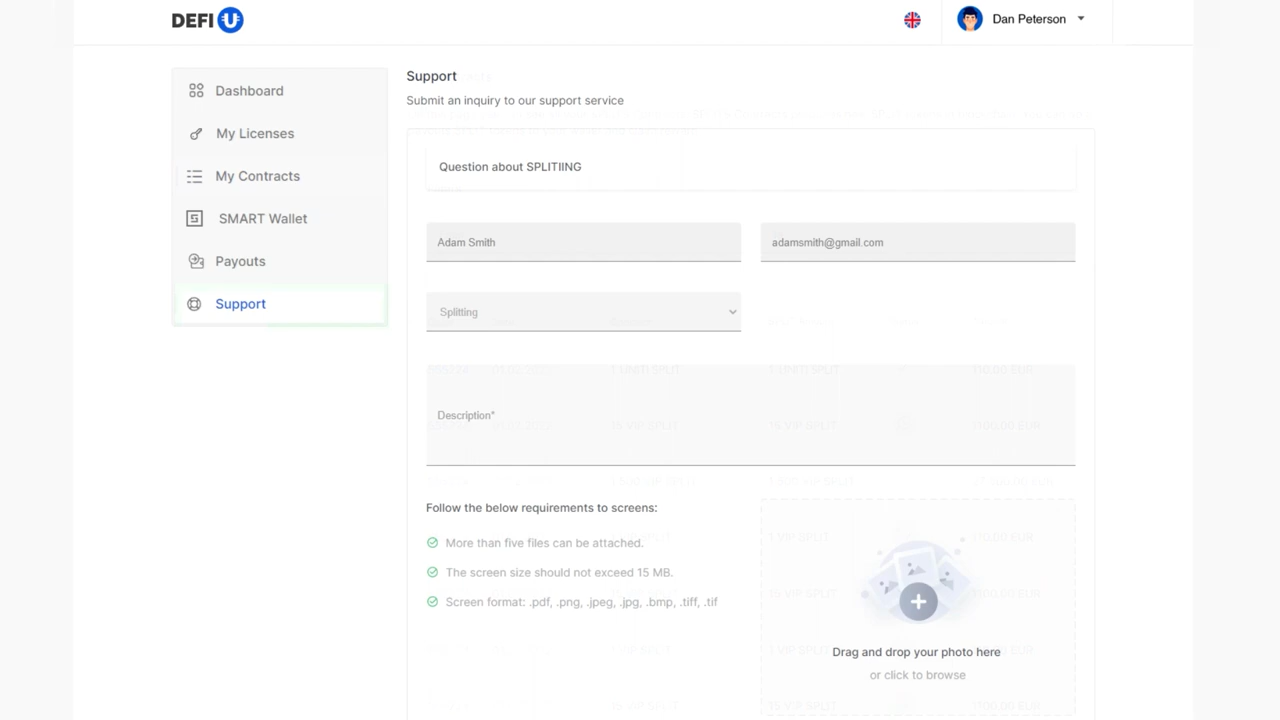 DEFI U
Dan Peterson
Dashboard
My Licenses
My Contracts
SMART Wallet
Payouts
Support
Support
Submit an inquiry to our support service
Question about SPLITIING
Adam Smith
adamsmith@gmail.com
Splitting
Description*
Follow the below requirements to screens:
More than five files can be attached.
The screen size should not exceed 15 MB.
Screen format: .pdf, .png, .jpeg, .jpg, .bmp, .tiff, .tif
Drag and drop your photo here
or click to browse